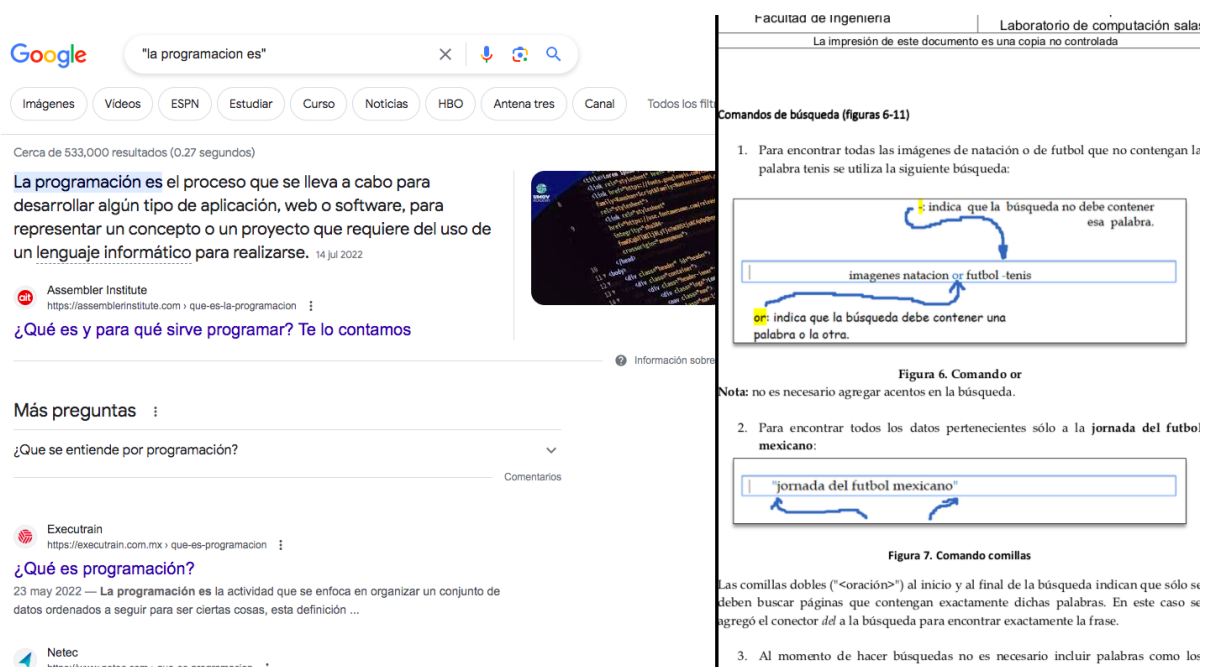 Google
"la programacion es"
Imágenes
Vídeos
ESPN
Estudiar
Curso
Noticias
HBO
Antena tres
Canal
Todos los filt
Cerca de 533,000 resultados (0.27 segundos)
La programación es el proceso que se lleva a cabo para
desarrollar algún tipo de aplicación, web o software, para
representar un concepto o un proyecto que requiere del uso de
un lenguaje informático para realizarse. 14 jul 2022
ait
Assembler Institute
https://assemblerinstitute.com › que-es-la-programacion
¿Qué es y para qué sirve programar? Te lo contamos
Información sobre
Más preguntas
¿Que se entiende por programación?
Comentarios
Executrain
https://executrain.com.mx › que-es-programacion
¿Qué es programación?
23 may 2022 — La programación es la actividad que se enfoca en organizar un conjunto de
datos ordenados a seguir para ser ciertas cosas, esta definición ...
Netec
Facultad de Ingeniería
Laboratorio de computación salas
La impresión de este documento es una copia no controlada
Comandos de búsqueda (figuras 6-11)
1. Para encontrar todas las imágenes de natación o de futbol que no contengan la
palabra tenis se utiliza la siguiente búsqueda:
-: indica que la búsqueda no debe contener
esa palabra.
imagenes natacion or futbol -tenis
or: indica que la búsqueda debe contener una
palabra o la otra.
Figura 6. Comando or
Nota: no es necesario agregar acentos en la búsqueda.
2. Para encontrar todos los datos pertenecientes sólo a la jornada del futbol
mexicano:
"jornada del futbol mexicano"
Figura 7. Comando comillas
Las comillas dobles ("<oración>") al inicio y al final de la búsqueda indican que sólo se
deben buscar páginas que contengan exactamente dichas palabras. En este caso se
agregó el conector del a la búsqueda para encontrar exactamente la frase.
3. Al momento de hacer búsquedas no es necesario incluir palabras como los